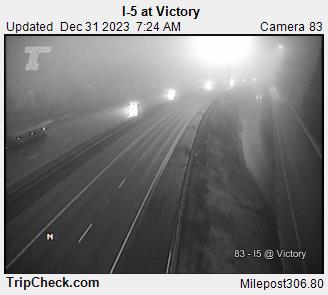 I-5 at Victory
Updated Dec 31 2023 7:24 AM Camera 83
T
N
83 - I5 @ Victory
TripCheck.com Milepost306.80